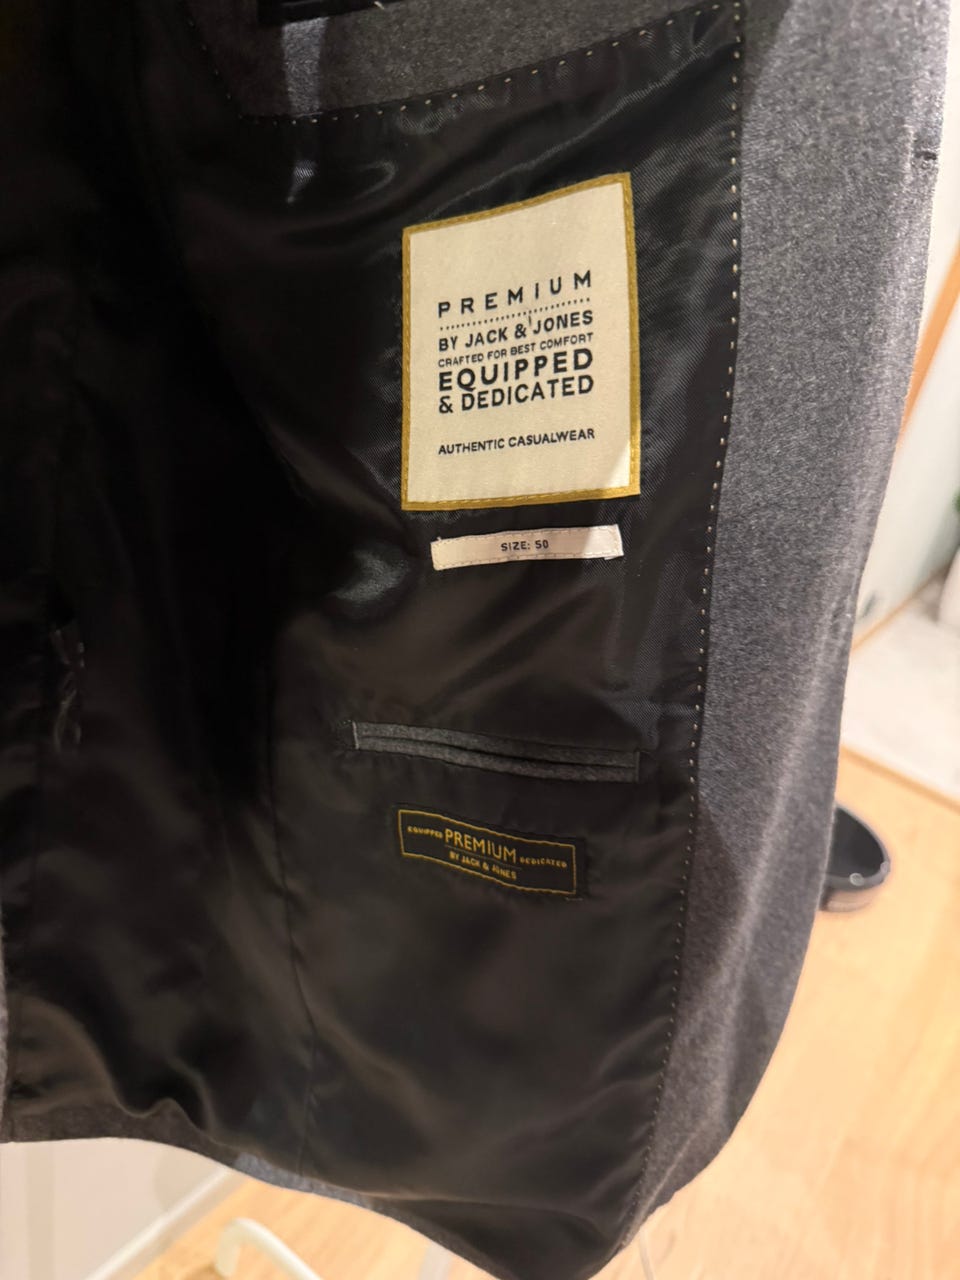 PREMIUM
BY JACK & JONES
CRAFTED FOR BEST COMFORT
EQUIPPED
& DEDICATED
AUTHENTIC CASUALWEAR
SIZE: 50
EQUIPPED PREMIUM DEDICATED
BY JACK & JONES